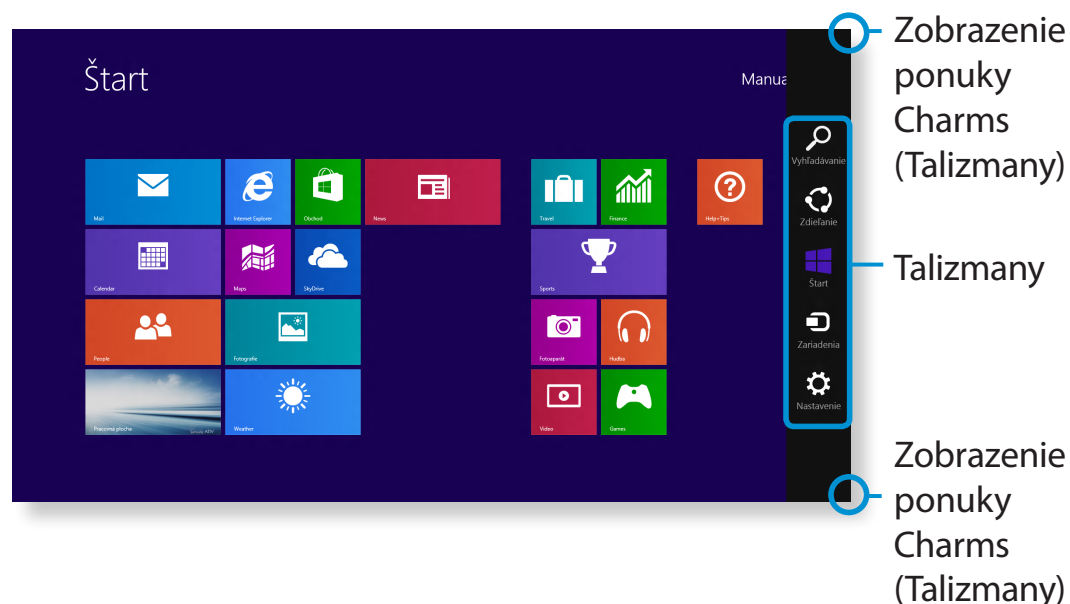 Zobrazenie
ponuky
Charms
(Talizmany)
Štart
Manua
Vyhľadávanie
Zdieľanie
Štart
Zariadenia
Nastavenie
Talizmany
Mail
Internet Explorer
Obchod
News
Travel
Finance
Help+Tips
Calendar
Maps
SkyDrive
Sports
People
Fotografie
Fotoaparát
Hudba
Pracovná plocha
Weather
Video
Games
Zobrazenie
ponuky
Charms
(Talizmany)